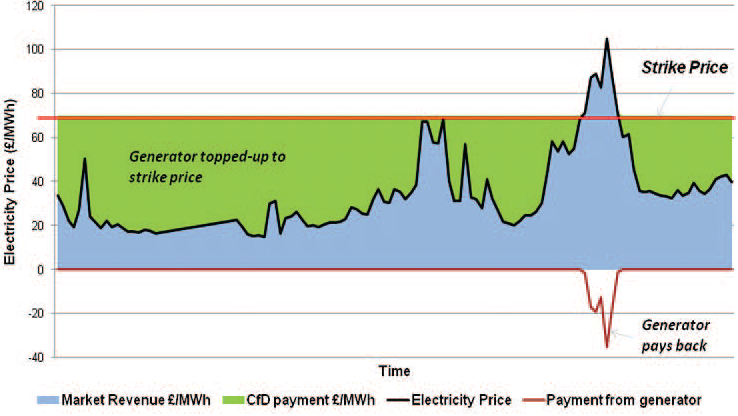 120
100
80
60
40
20
0
-20
-40
Electricity Price (£/MWh)
Strike Price
Generator topped-up to
strike price
Generator
pays back
Time
Market Revenue £/MWh CfD payment £/MWh Electricity Price Payment from generator